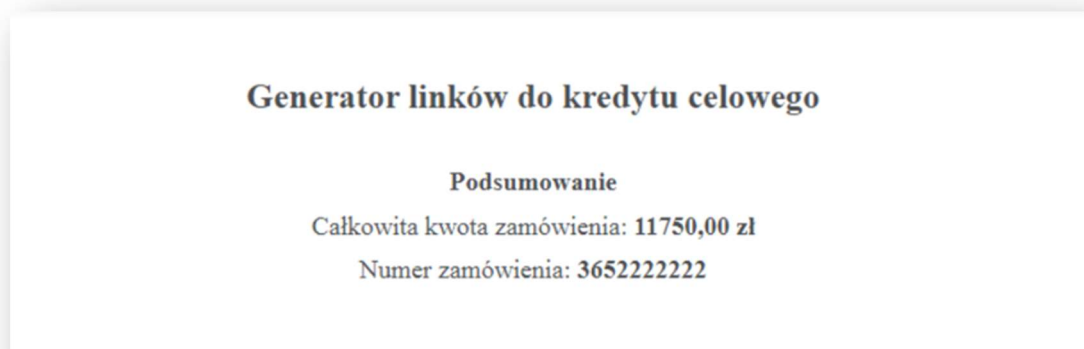 Generator linków do kredytu celowego
Podsumowanie
Całkowita kwota zamówienia: 11750,00 zł
Numer zamówienia: 3652222222